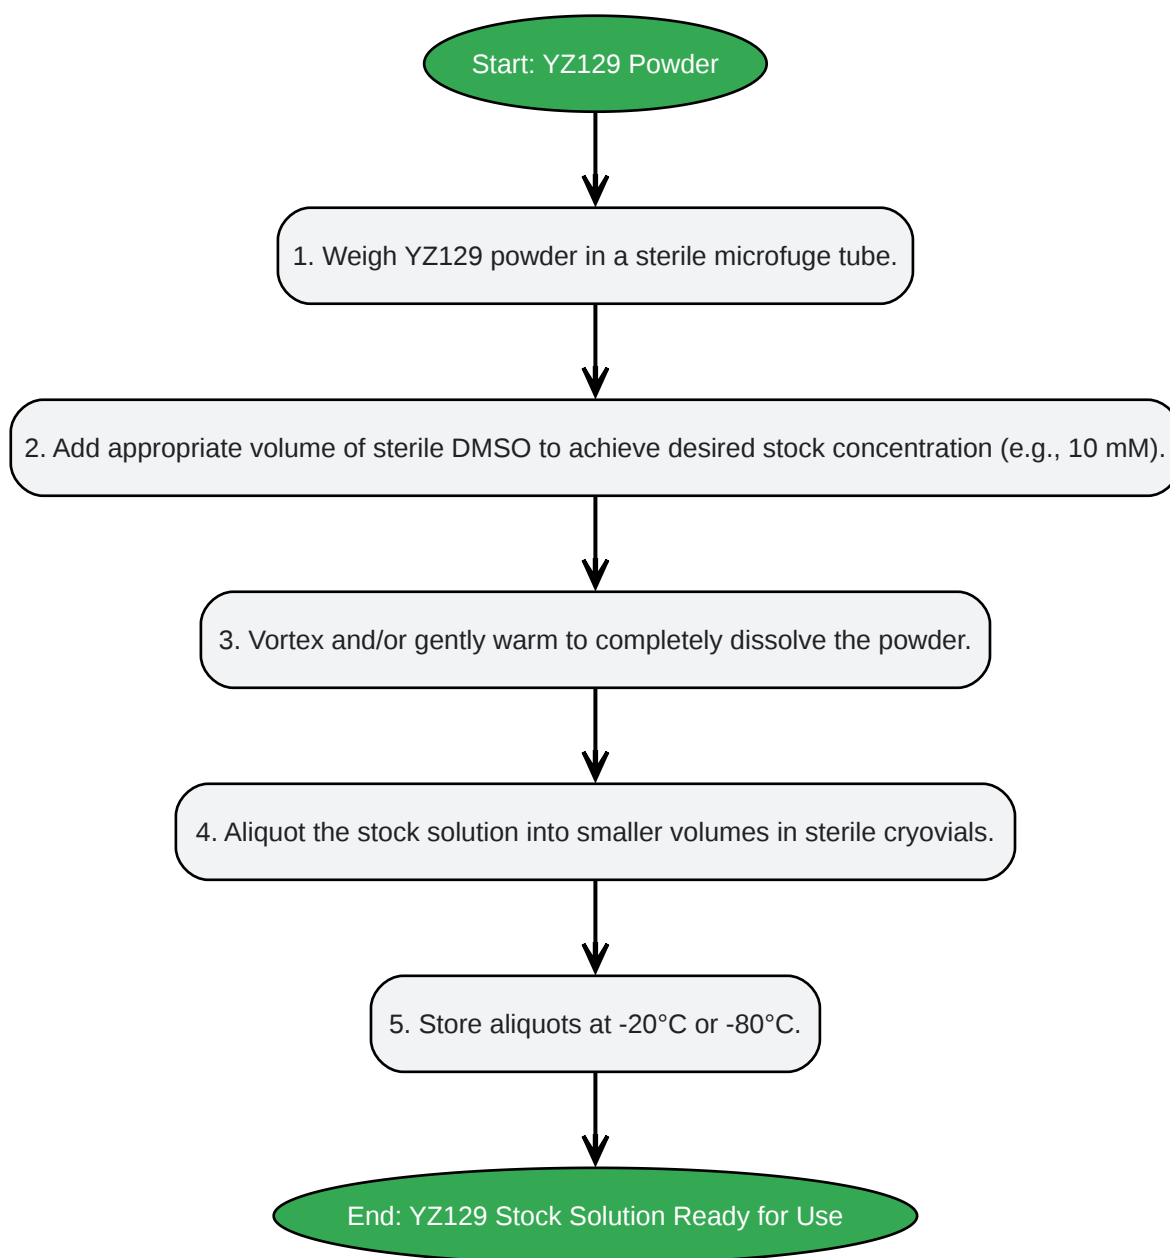 Start: YZ129 Powder
1. Weigh YZ129 powder in a sterile microfuge tube.
2. Add appropriate volume of sterile DMSO to achieve desired stock concentration (e.g., 10 mM).
3. Vortex and/or gently warm to completely dissolve the powder.
4. Aliquot the stock solution into smaller volumes in sterile cryovials.
5. Store aliquots at -20°C or -80°C.
End: YZ129 Stock Solution Ready for Use